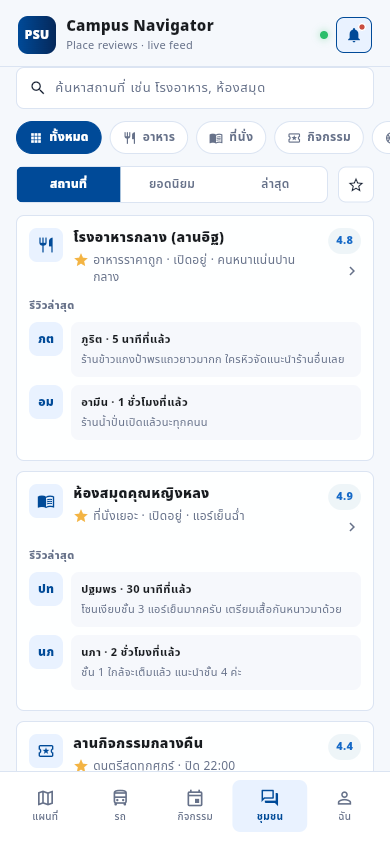 PSU
Campus Navigator
Place reviews · live feed
ค้นหาสถานที่ เช่น โรงอาหาร, ห้องสมุด
ทั้งหมด
อาหาร
ที่นั่ง
กิจกรรม
สถานที่
ยอดนิยม
ล่าสุด
โรงอาหารกลาง (ลานอิฐ)
4.8
อาหารราคาถูก · เปิดอยู่ · คนหนาแน่นปาน
กลาง
รีวิวล่าสุด
ภต
ภูริต · 5 นาทีที่แล้ว
ร้านข้าวแกงป้าพรแถวยาวมากก ใครหิวจัดแนะนำร้านอื่นเลย
อม
อามีน · 1 ชั่วโมงที่แล้ว
ร้านน้ำปั่นเปิดแล้วนะทุกคนน
ห้องสมุดคุณหญิงหลง
4.9
ที่นั่งเยอะ · เปิดอยู่ · แอร์เย็นฉ่ำ
รีวิวล่าสุด
ปท
ปฐมพร · 30 นาทีที่แล้ว
โซนเงียบชั้น 3 แอร์เย็นมากครับ เตรียมเสื้อกันหนาวมาด้วย
นภ
นภา · 2 ชั่วโมงที่แล้ว
ชั้น 1 ใกล้จะเต็มแล้ว แนะนำชั้น 4 ค่ะ
ลานกิจกรรมกลางคืน
4.4
ดนตรีสดทุกศุกร์ · ปิด 22:00
แผนที่
รถ
กิจกรรม
ชุมชน
ฉัน